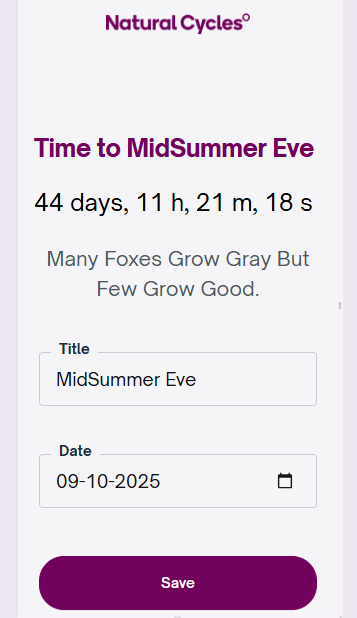 Natural Cycles°
Time to MidSummer Eve
44 days, 11 h, 21 m, 18 s
Many Foxes Grow Gray But
Few Grow Good.
Title
MidSummer Eve
Date
09-10-2025
Save